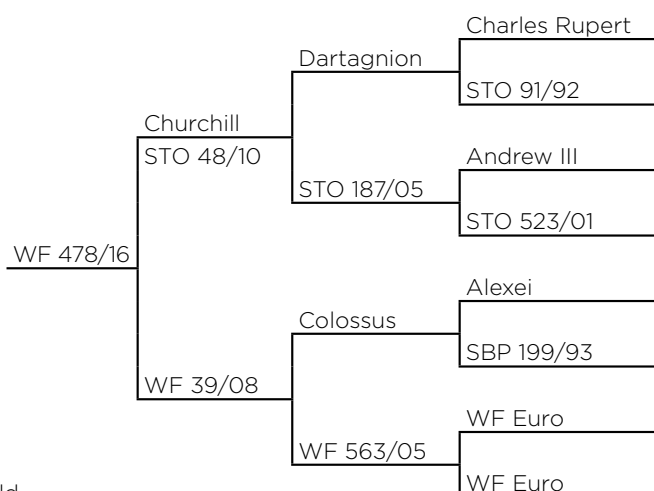 Charles Rupert
Dartagnion
STO 91/92
Churchill
STO 48/10
Andrew III
STO 187/05
STO 523/01
WF 478/16
Alexei
Colossus
SBP 199/93
WF 39/08
WF Euro
WF 563/05
WF Euro